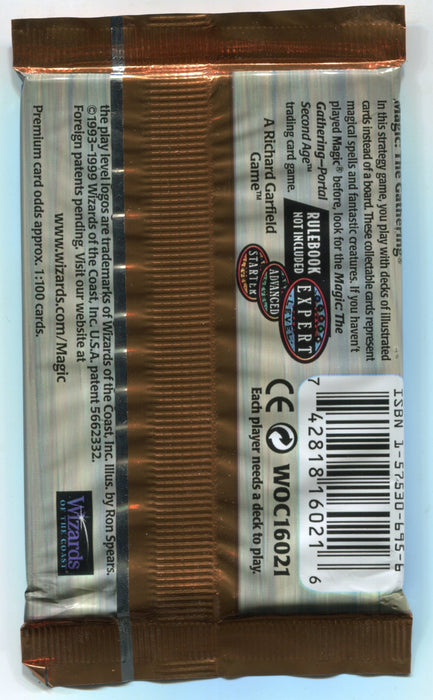 Magic: The Gathering®
In this strategy game, you play with decks of illustrated
cards instead of a board. These collectable cards represent
magical spells and fantastic creatures. If you haven't
played Magic® before, look for the Magic: The
Gathering—Portal
Second Age™
trading card game.
A Richard Garfield
Game™
RULEBOOK
NOT INCLUDED
EXPERT
LEVEL
ADVANCED
STARTER
ISBN 1-57530-695-6
7 42818 16021 6
CE WOC16021
Each player needs a deck to play.
the play level logos are trademarks of Wizards of the Coast, Inc. Illus. by Ron Spears.
©1993–1999 Wizards of the Coast, Inc. U.S.A. patent 5662332.
Foreign patents pending. Visit our website at
www.wizards.com/Magic
Premium card odds approx. 1:100 cards.
Wizards
OF THE COAST®